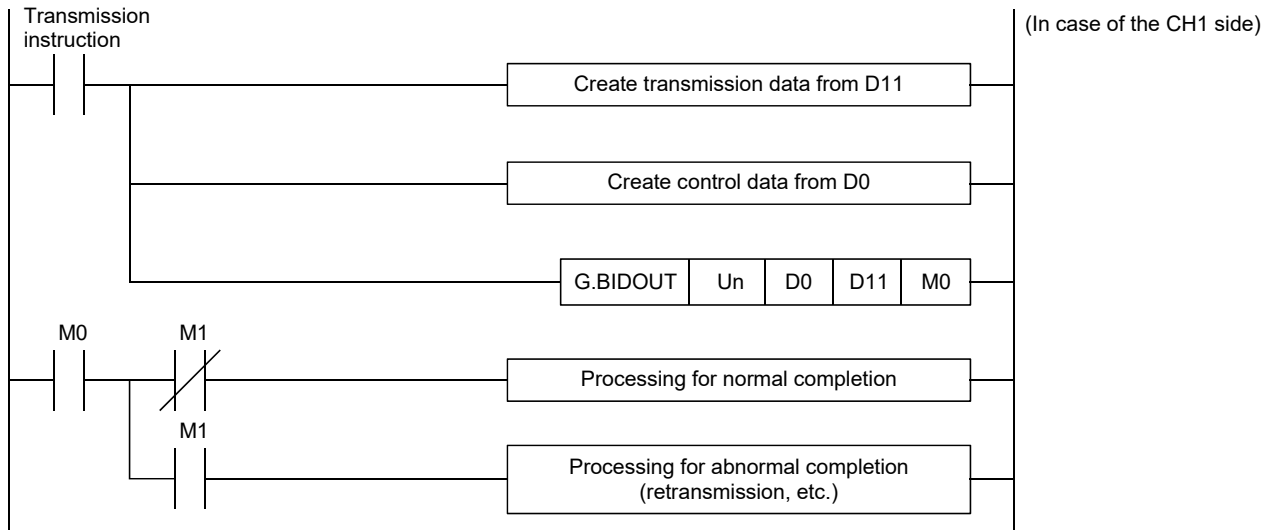 Transmission
instruction
(In case of the CH1 side)
Create transmission data from D11
Create control data from D0
G.BIDOUT Un D0 D11 M0
M0 M1
Processing for normal completion
M1
Processing for abnormal completion
(retransmission, etc.)